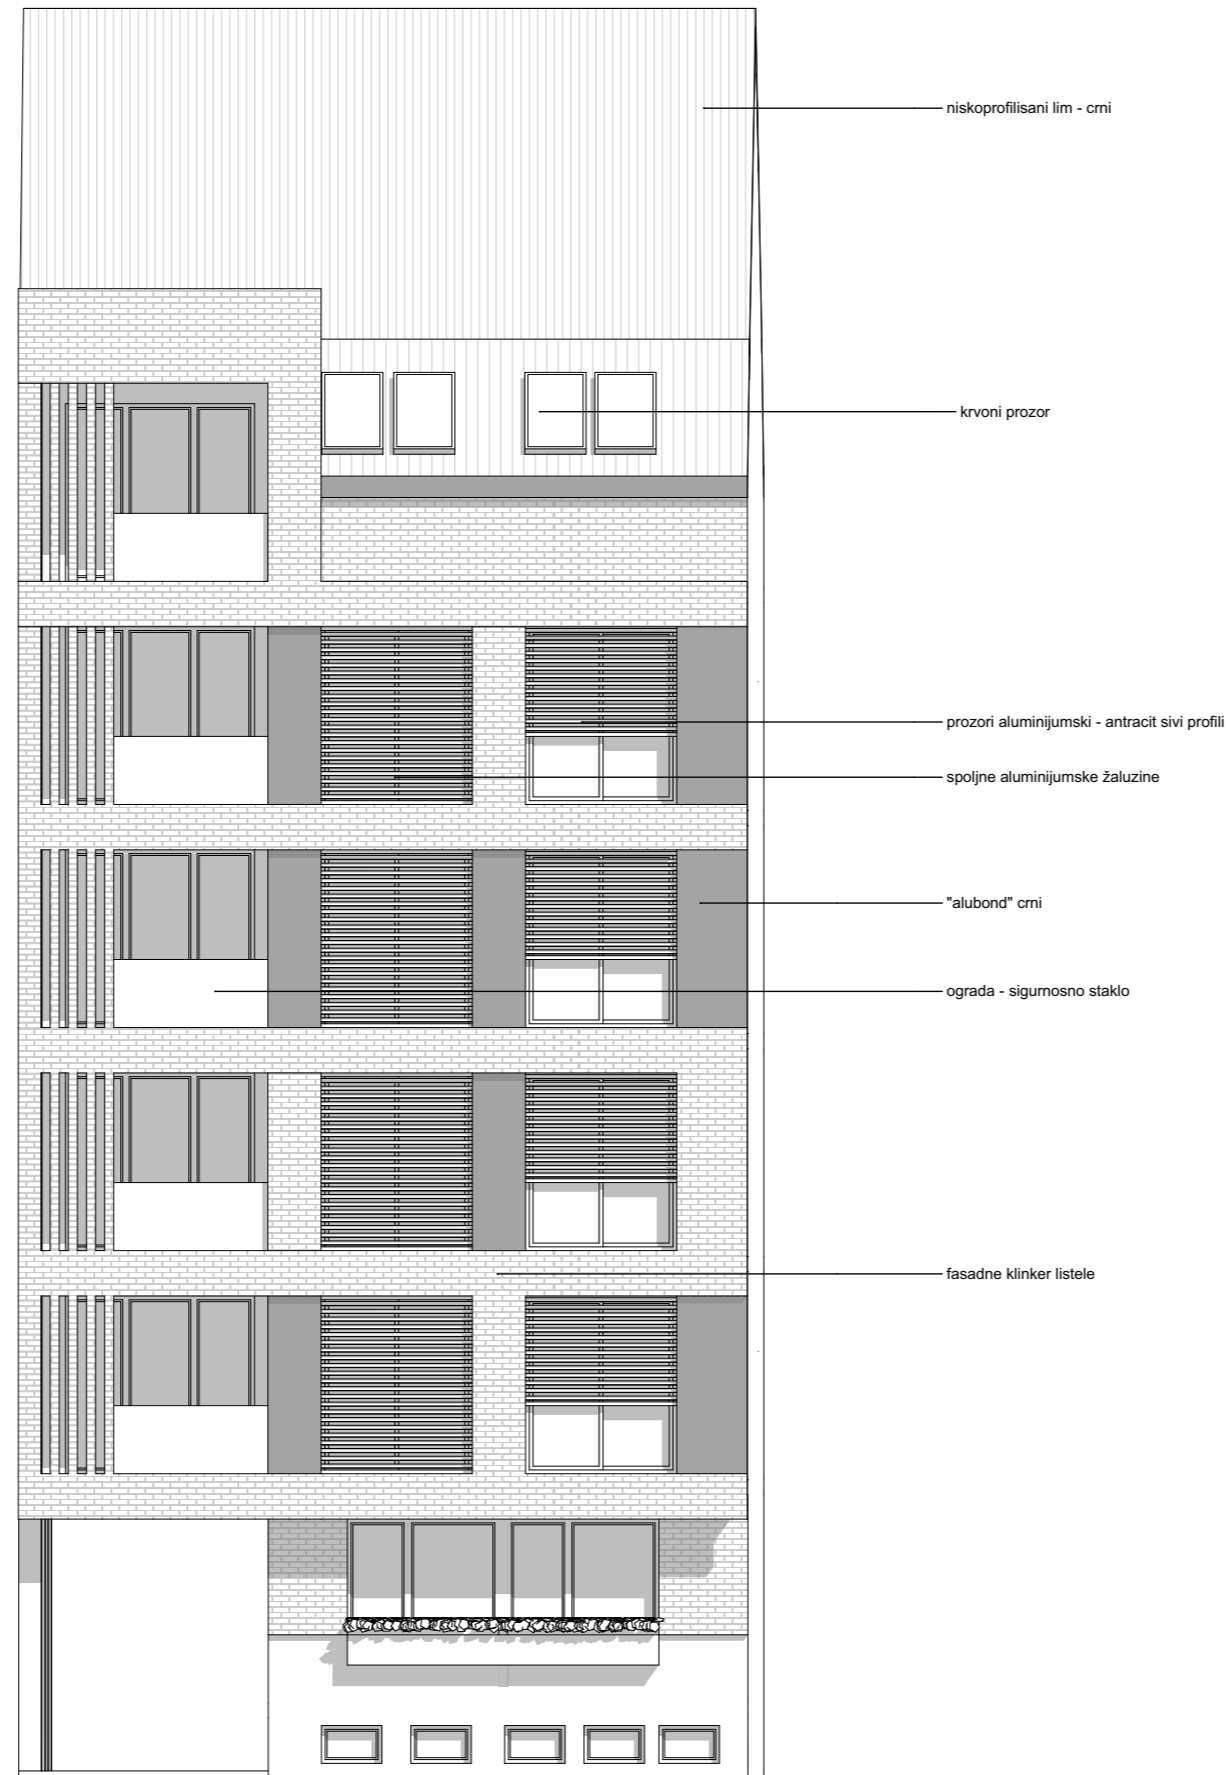 niskoprofilisani lim - crni
krvoni prozor
prozori aluminijumski - antracit sivi profili
spoljne aluminijumske žaluzine
"alubond" crni
ograda - sigurnosno staklo
fasadne klinker listele